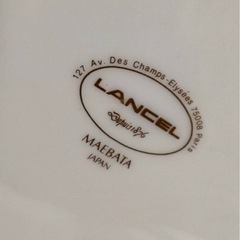 127 Av. Des Champs-Elysées 75008 Paris
LANCEL
Depuis 1876
MAEBATA
JAPAN